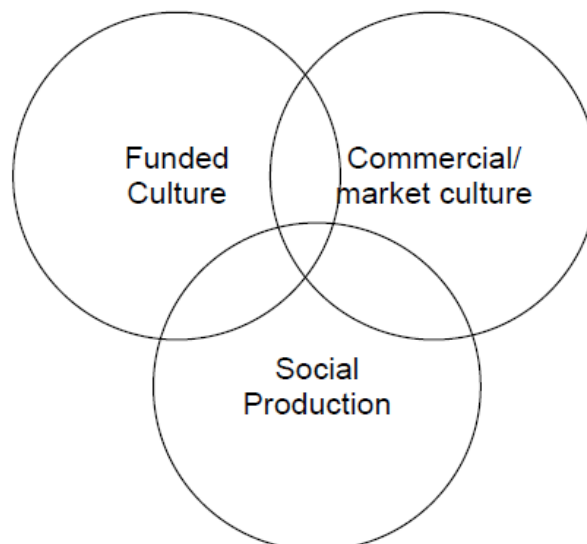 Funded
Culture
Commercial/
market culture
Social
Production